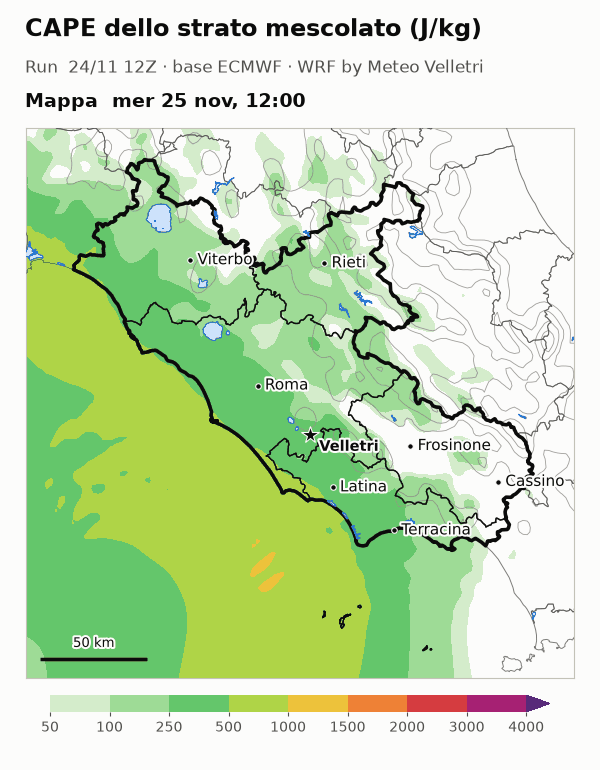 CAPE dello strato mescolato (J/kg)
Run  24/11 12Z · base ECMWF · WRF by Meteo Velletri
Mappa  mer 25 nov, 12:00
Viterbo
Rieti
Roma
Velletri
Frosinone
Latina
Cassino
Terracina
50 km
50 100 250 500 1000 1500 2000 3000 4000